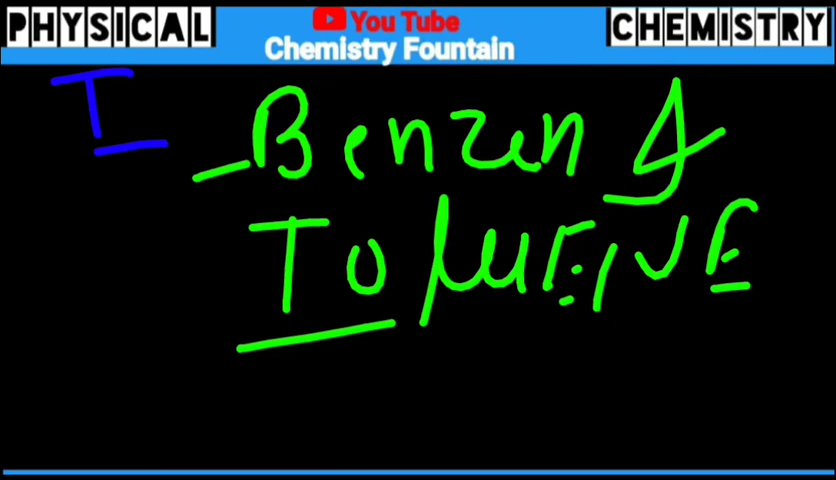 PHYSICAL
You Tube
Chemistry Fountain
CHEMISTRY
I
Benzen &
ToluENE